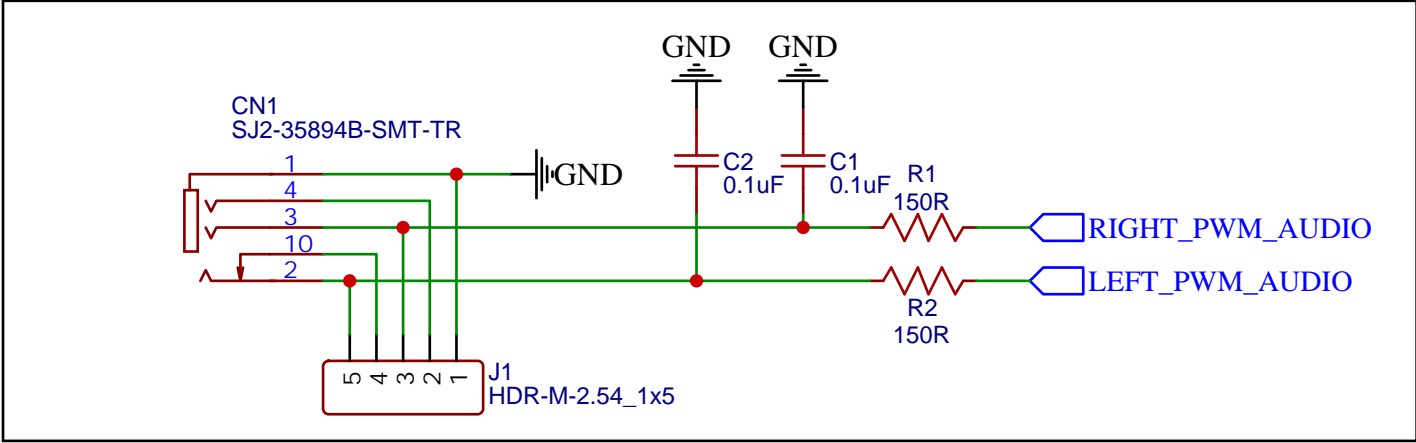 GND
GND
CN1
SJ2-35894B-SMT-TR
1
4
3
10
2
GND
C2
0.1uF
C1
0.1uF
R1
150R
RIGHT_PWM_AUDIO
LEFT_PWM_AUDIO
R2
150R
5
4
3
2
1
J1
HDR-M-2.54_1x5